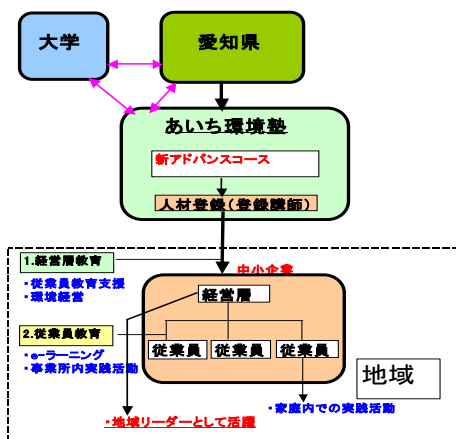 大学
愛知県
あいち環境塾
新アドバンスコース
人材登録(登録講師)
1.経営層教育
・従業員教育支援
・環境経営
中小企業
経営層
2.従業員教育
・e-ラーニング
・事業所内実践活動
従業員 従業員 従業員
地域
・家庭内での実践活動
・地域リーダーとして活躍